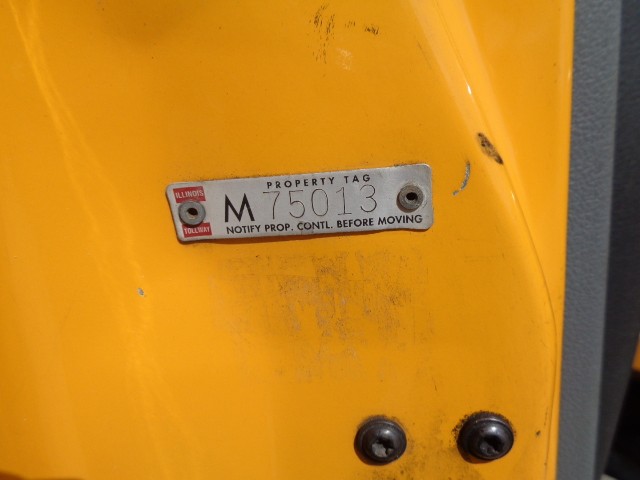 PROPERTY TAG
ILLINOIS
TOLLWAY
M 75013
NOTIFY PROP. CONTL. BEFORE MOVING